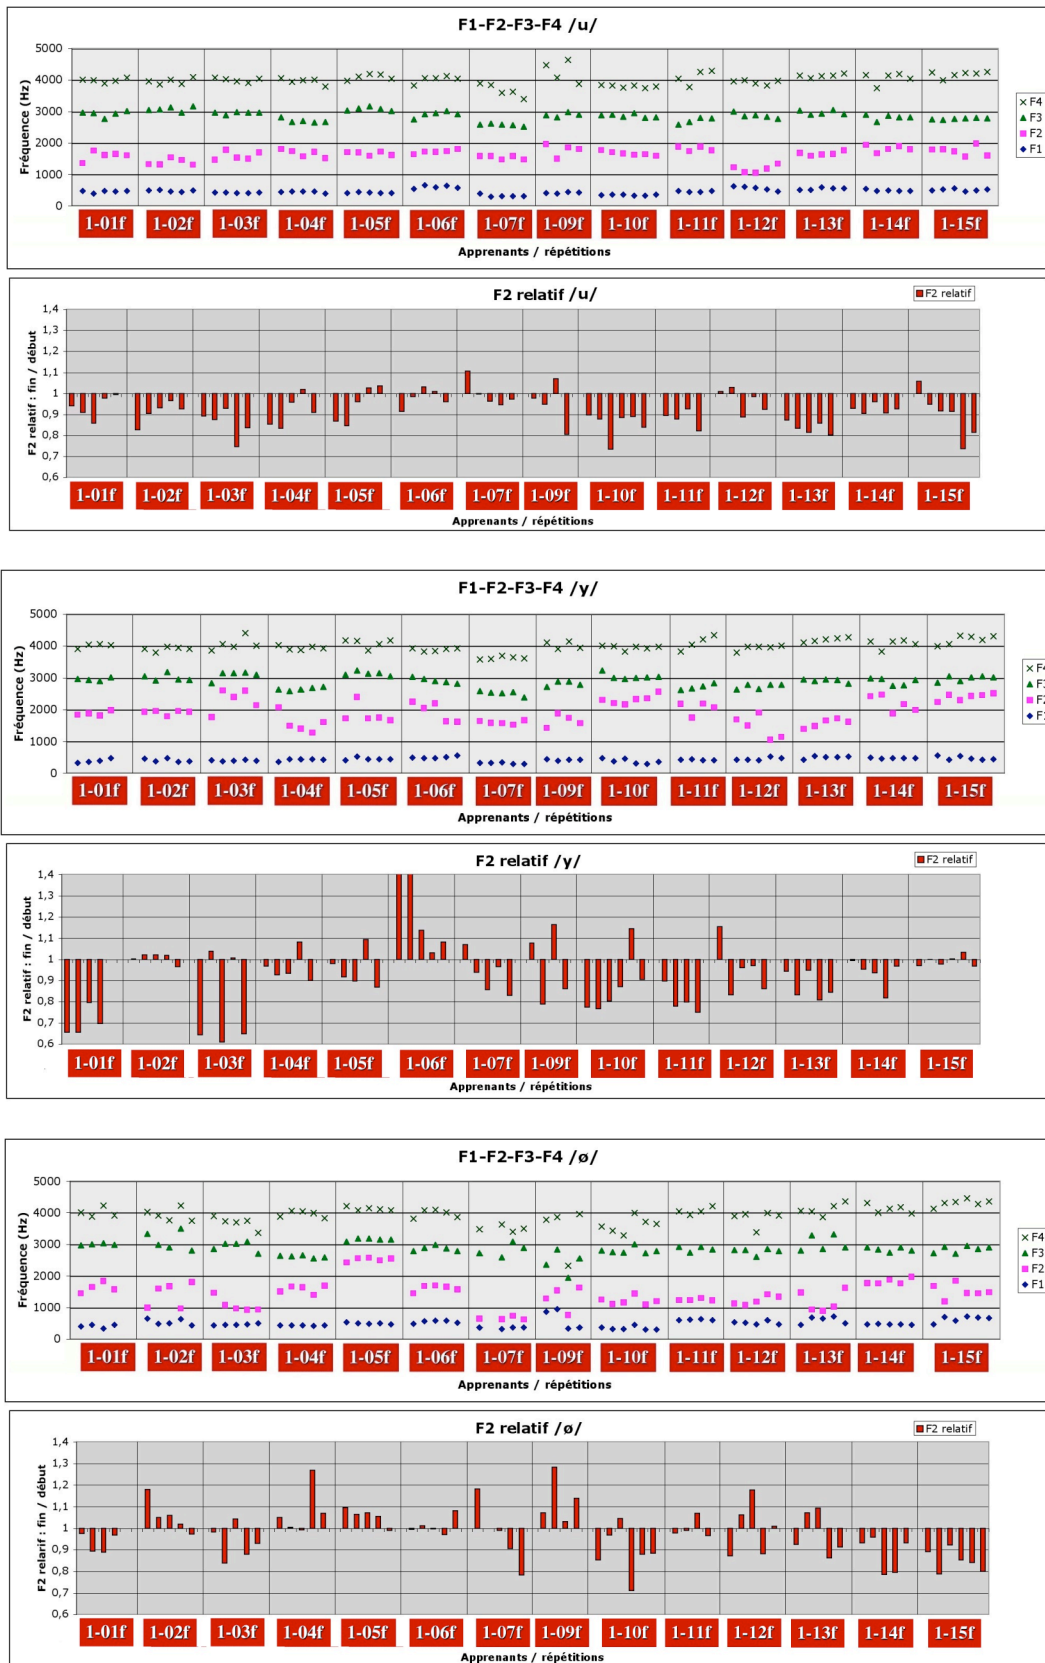 F1-F2-F3-F4 /u/
Fréquence (Hz)
5000
4000
3000
2000
1000
0
F4
F3
F2
F1
1-01f 1-02f 1-03f 1-04f 1-05f 1-06f 1-07f 1-09f 1-10f 1-11f 1-12f 1-13f 1-14f 1-15f
Apprenants / répétitions
F2 relatif /u/
F2 relatif
F2 relatif : fin / début
1,4
1,3
1,2
1,1
1
0,9
0,8
0,7
0,6
1-01f 1-02f 1-03f 1-04f 1-05f 1-06f 1-07f 1-09f 1-10f 1-11f 1-12f 1-13f 1-14f 1-15f
Apprenants / répétitions
F1-F2-F3-F4 /y/
Fréquence (Hz)
5000
4000
3000
2000
1000
0
F4
F3
F2
F1
1-01f 1-02f 1-03f 1-04f 1-05f 1-06f 1-07f 1-09f 1-10f 1-11f 1-12f 1-13f 1-14f 1-15f
Apprenants / répétitions
F2 relatif /y/
F2 relatif
F2 relatif : fin / début
1,4
1,3
1,2
1,1
1
0,9
0,8
0,7
0,6
1-01f 1-02f 1-03f 1-04f 1-05f 1-06f 1-07f 1-09f 1-10f 1-11f 1-12f 1-13f 1-14f 1-15f
Apprenants / répétitions
F1-F2-F3-F4 /ø/
Fréquence (Hz)
5000
4000
3000
2000
1000
0
F4
F3
F2
F1
1-01f 1-02f 1-03f 1-04f 1-05f 1-06f 1-07f 1-09f 1-10f 1-11f 1-12f 1-13f 1-14f 1-15f
Apprenants / répétitions
F2 relatif /ø/
F2 relatif
F2 relarif : fin / début
1,4
1,3
1,2
1,1
1
0,9
0,8
0,7
0,6
1-01f 1-02f 1-03f 1-04f 1-05f 1-06f 1-07f 1-09f 1-10f 1-11f 1-12f 1-13f 1-14f 1-15f
Apprenants / répétitions